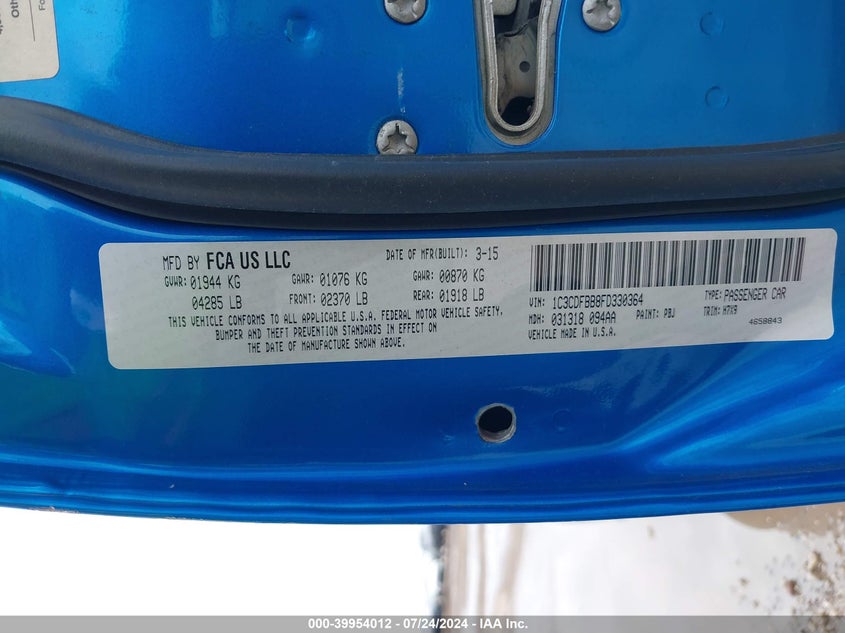 Oth
Fo
MFD BY FCA US LLC
DATE OF MFR(BUILT): 3-15
GVWR: 01944 KG
GAWR: 01076 KG
GAWR: 00870 KG
04285 LB
FRONT: 02370 LB
REAR: 01918 LB
THIS VEHICLE CONFORMS TO ALL APPLICABLE U.S.A. FEDERAL MOTOR VEHICLE SAFETY,
BUMPER AND THEFT PREVENTION STANDARDS IN EFFECT ON
THE DATE OF MANUFACTURE SHOWN ABOVE.
VIN: 1C3CDFBB8FD330364
TYPE: PASSENGER CAR
MDH: 031318 094AA
PAINT: PBJ
TRIM: H7X9
VEHICLE MADE IN U.S.A.
4658843
000-39954012 - 07/24/2024 - IAA Inc.